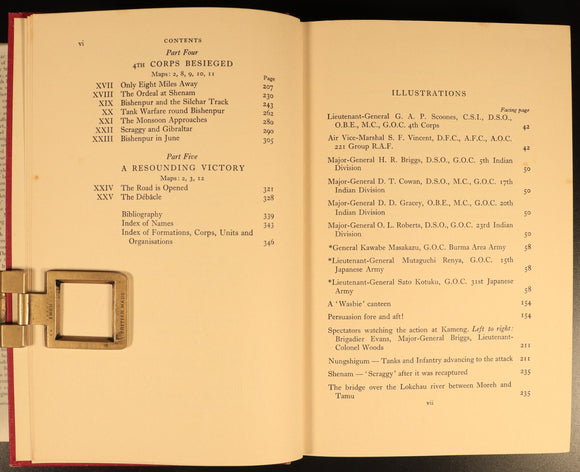 vi CONTENTS
Part Four
4TH CORPS BESIEGED
Maps: 2, 8, 9, 10, 11
Page
XVII Only Eight Miles Away 207
XVIII The Ordeal at Shenam 230
XIX Bishenpur and the Silchar Track 243
XX Tank Warfare round Bishenpur 262
XXI The Monsoon Approaches 289
XXII Scraggy and Gibraltar 290
XXIII Bishenpur in June 305
Part Five
A RESOUNDING VICTORY
Maps: 2, 3, 12
XXIV The Road is Opened 321
XXV The Débâcle 328
Bibliography 339
Index of Names 343
Index of Formations, Corps, Units and
Organisations 346
ILLUSTRATIONS
Facing page
Lieutenant-General G. A. P. Scoones, C.S.I., D.S.O.,
O.B.E., M.C., G.O.C. 4th Corps 42
Air Vice-Marshal S. F. Vincent, D.F.C., A.F.C., A.O.C.
221 Group R.A.F. 42
Major-General H. R. Briggs, D.S.O., G.O.C. 5th Indian
Division 50
Major-General D. T. Cowan, D.S.O., M.C., G.O.C. 17th
Indian Division 50
Major-General D. D. Gracey, O.B.E., M.C., G.O.C. 20th
Indian Division 50
Major-General O. L. Roberts, D.S.O., G.O.C. 23rd Indian
Division 50
*General Kawabe Masakazu, G.O.C. Burma Area Army 58
*Lieutenant-General Mutaguchi Renya, G.O.C. 15th
Japanese Army 58
*Lieutenant-General Sato Kotuku, G.O.C. 31st Japanese
Army 58
A 'Wasbie' canteen 154
Persuasion fore and aft! 154
Spectators watching the action at Kameng. Left to right:
Brigadier Evans, Major-General Briggs, Lieutenant-
Colonel Woods 211
Nungshigum — Tanks and Infantry advancing to the attack 211
Shenam — 'Scraggy' after it was recaptured 235
The bridge over the Lokchau river between Moreh and
Tamu 235
vii